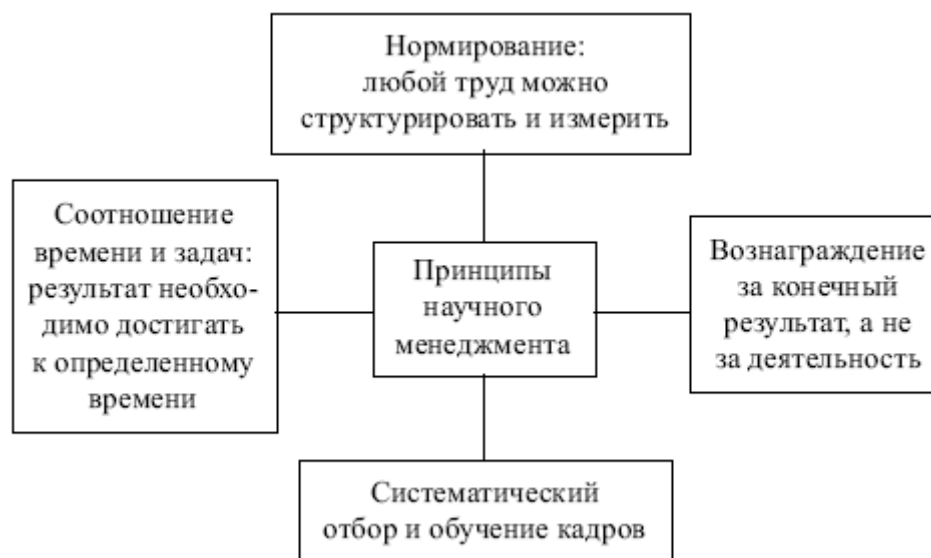 Нормирование:
любой труд можно
структурировать и измерить
Соотношение
времени и задач:
результат необхо-
димо достигать
к определенному
времени
Принципы
научного
менеджмента
Вознаграждение
за конечный
результат, а не
за деятельность
Систематический
отбор и обучение кадров